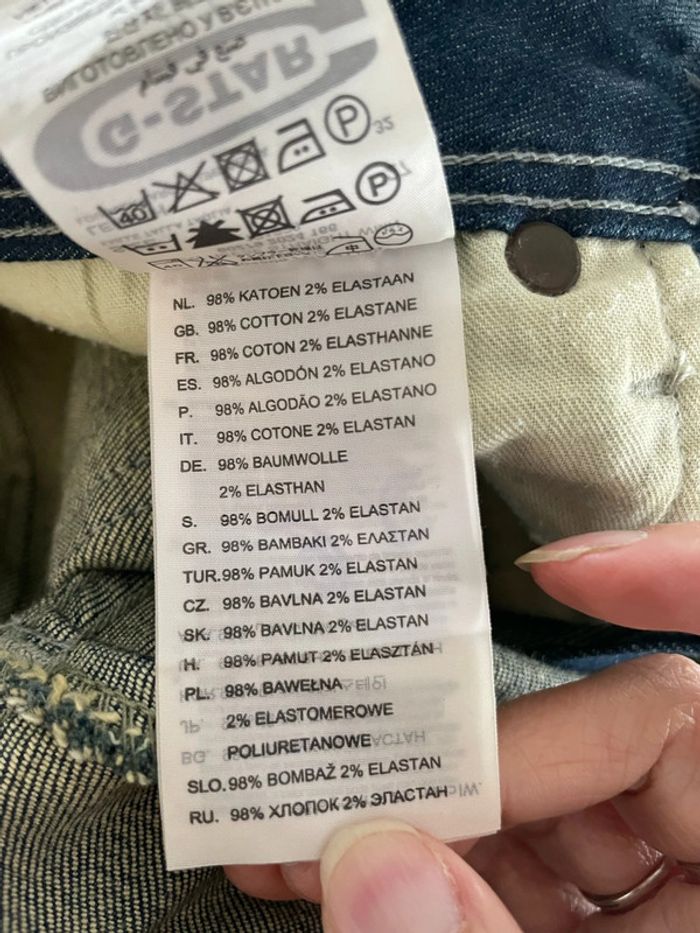 G-STAR
40
P
P
NL. 98% KATOEN 2% ELASTAAN
GB. 98% COTTON 2% ELASTANE
FR. 98% COTON 2% ELASTHANNE
ES. 98% ALGODÓN 2% ELASTANO
P. 98% ALGODÃO 2% ELASTANO
IT. 98% COTONE 2% ELASTAN
DE. 98% BAUMWOLLE
2% ELASTHAN
S. 98% BOMULL 2% ELASTAN
GR. 98% BAMBAKI 2% ΕΛΑΣΤΑΝ
TUR. 98% PAMUK 2% ELASTAN
CZ. 98% BAVLNA 2% ELASTAN
SK. 98% BAVLNA 2% ELASTAN
H. 98% PAMUT 2% ELASZTÁN
PL. 98% BAWEŁNA
2% ELASTOMEROWE
POLIURETANOWE
SLO. 98% BOMBAŽ 2% ELASTAN
RU. 98% ХЛОПОК 2% ЭЛАСТАН